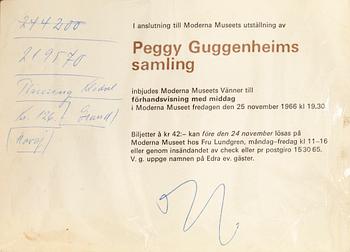 244200
219570
I anslutning till Moderna Museets utställning av
Peggy Guggenheims
samling
inbjudes Moderna Museets Vänner till
förhandsvisning med middag
i Moderna Museet fredagen den 25 november 1966 kl 19.30
Biljetter à kr 42:– kan före den 24 november lösas på
Moderna Museet hos Fru Lundgren, måndag–fredag kl 11–16
eller genom insändandet av check eller pr postgiro 15 30 65.
V. g. uppge namnen på Edra ev. gäster.